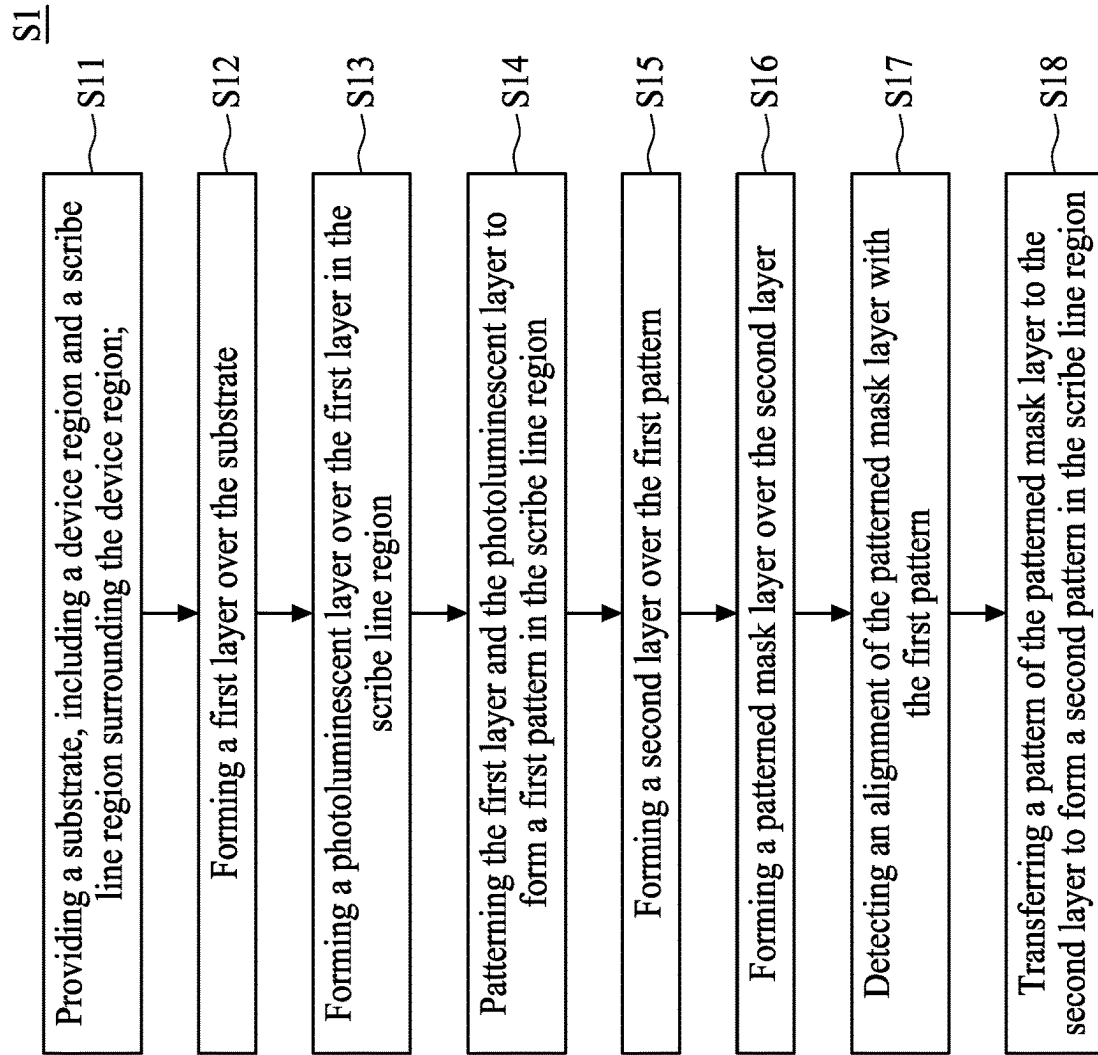 S1
Providing a substrate, including a device region and a scribe
line region surrounding the device region;
S11
Forming a first layer over the substrate
S12
Forming a photoluminescent layer over the first layer in the
scribe line region
S13
Patterning the first layer and the photoluminescent layer to
form a first pattern in the scribe line region
S14
Forming a second layer over the first pattern
S15
Forming a patterned mask layer over the second layer
S16
Detecting an alignment of the patterned mask layer with
the first pattern
S17
Transferring a pattern of the patterned mask layer to the
second layer to form a second pattern in the scribe line region
S18